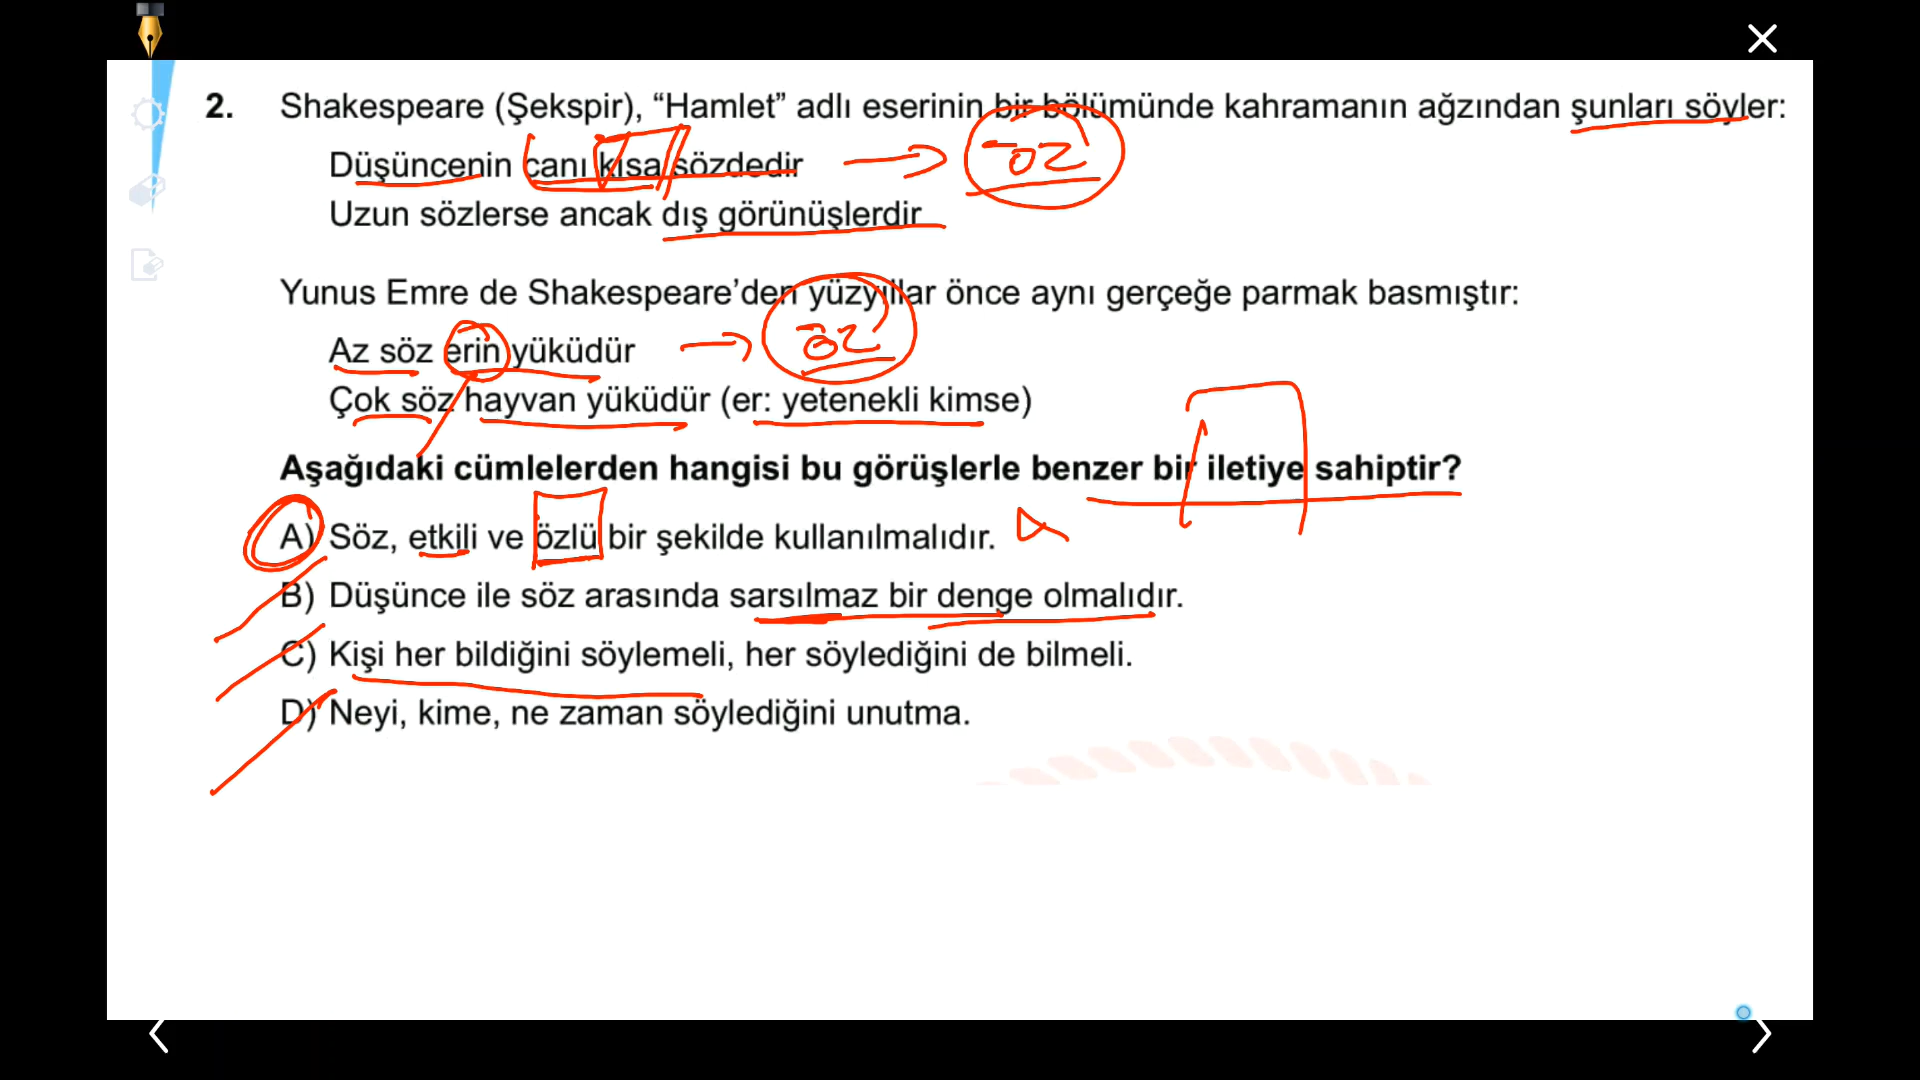 2. Shakespeare (Şekspir), “Hamlet” adlı eserinin bir bölümünde kahramanın ağzından şunları söyler:
Düşüncenin canı kısa sözdedir → öz
Uzun sözlerse ancak dış görünüşlerdir
Yunus Emre de Shakespeare’den yüzyıllar önce aynı gerçeğe parmak basmıştır:
Az söz erin yüküdür → öz
Çok söz hayvan yüküdür (er: yetenekli kimse)
Aşağıdaki cümlelerden hangisi bu görüşlerle benzer bir iletiye sahiptir?
A) Söz, etkili ve özlü bir şekilde kullanılmalıdır.
B) Düşünce ile söz arasında sarsılmaz bir denge olmalıdır.
C) Kişi her bildiğini söylemeli, her söylediğini de bilmeli.
D) Neyi, kime, ne zaman söylediğini unutma.